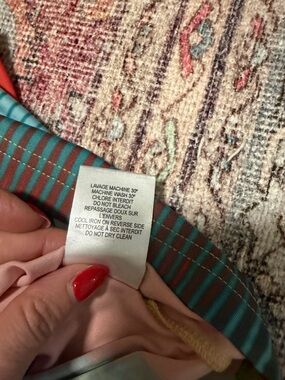 LAVAGE MACHINE 30°
MACHINE WASH 30°
CHLORE INTERDIT
DO NOT BLEACH
REPASSAGE DOUX SUR
L'ENVERS
COOL IRON ON REVERSE SIDE
NETTOYAGE À SEC INTERDIT
DO NOT DRY CLEAN